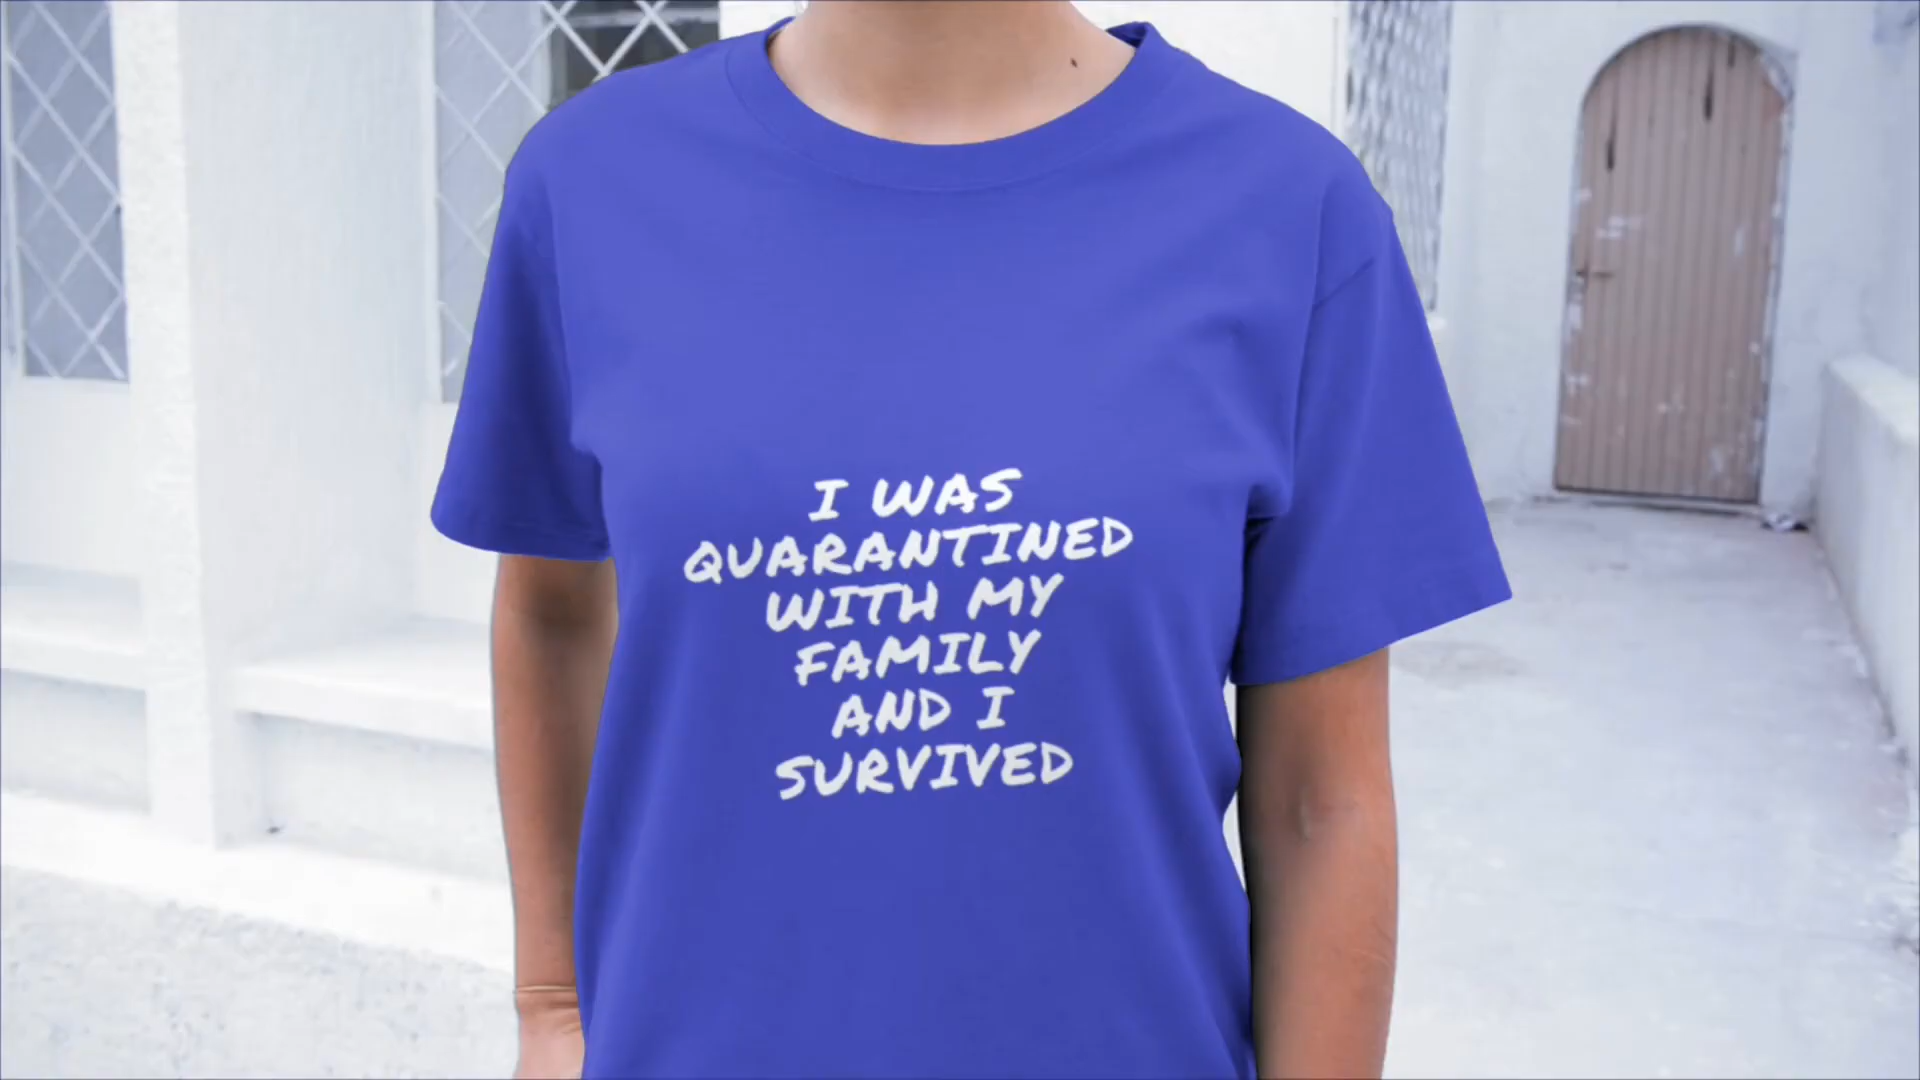 I WAS
QUARANTINED
WITH MY
FAMILY
AND I
SURVIVED